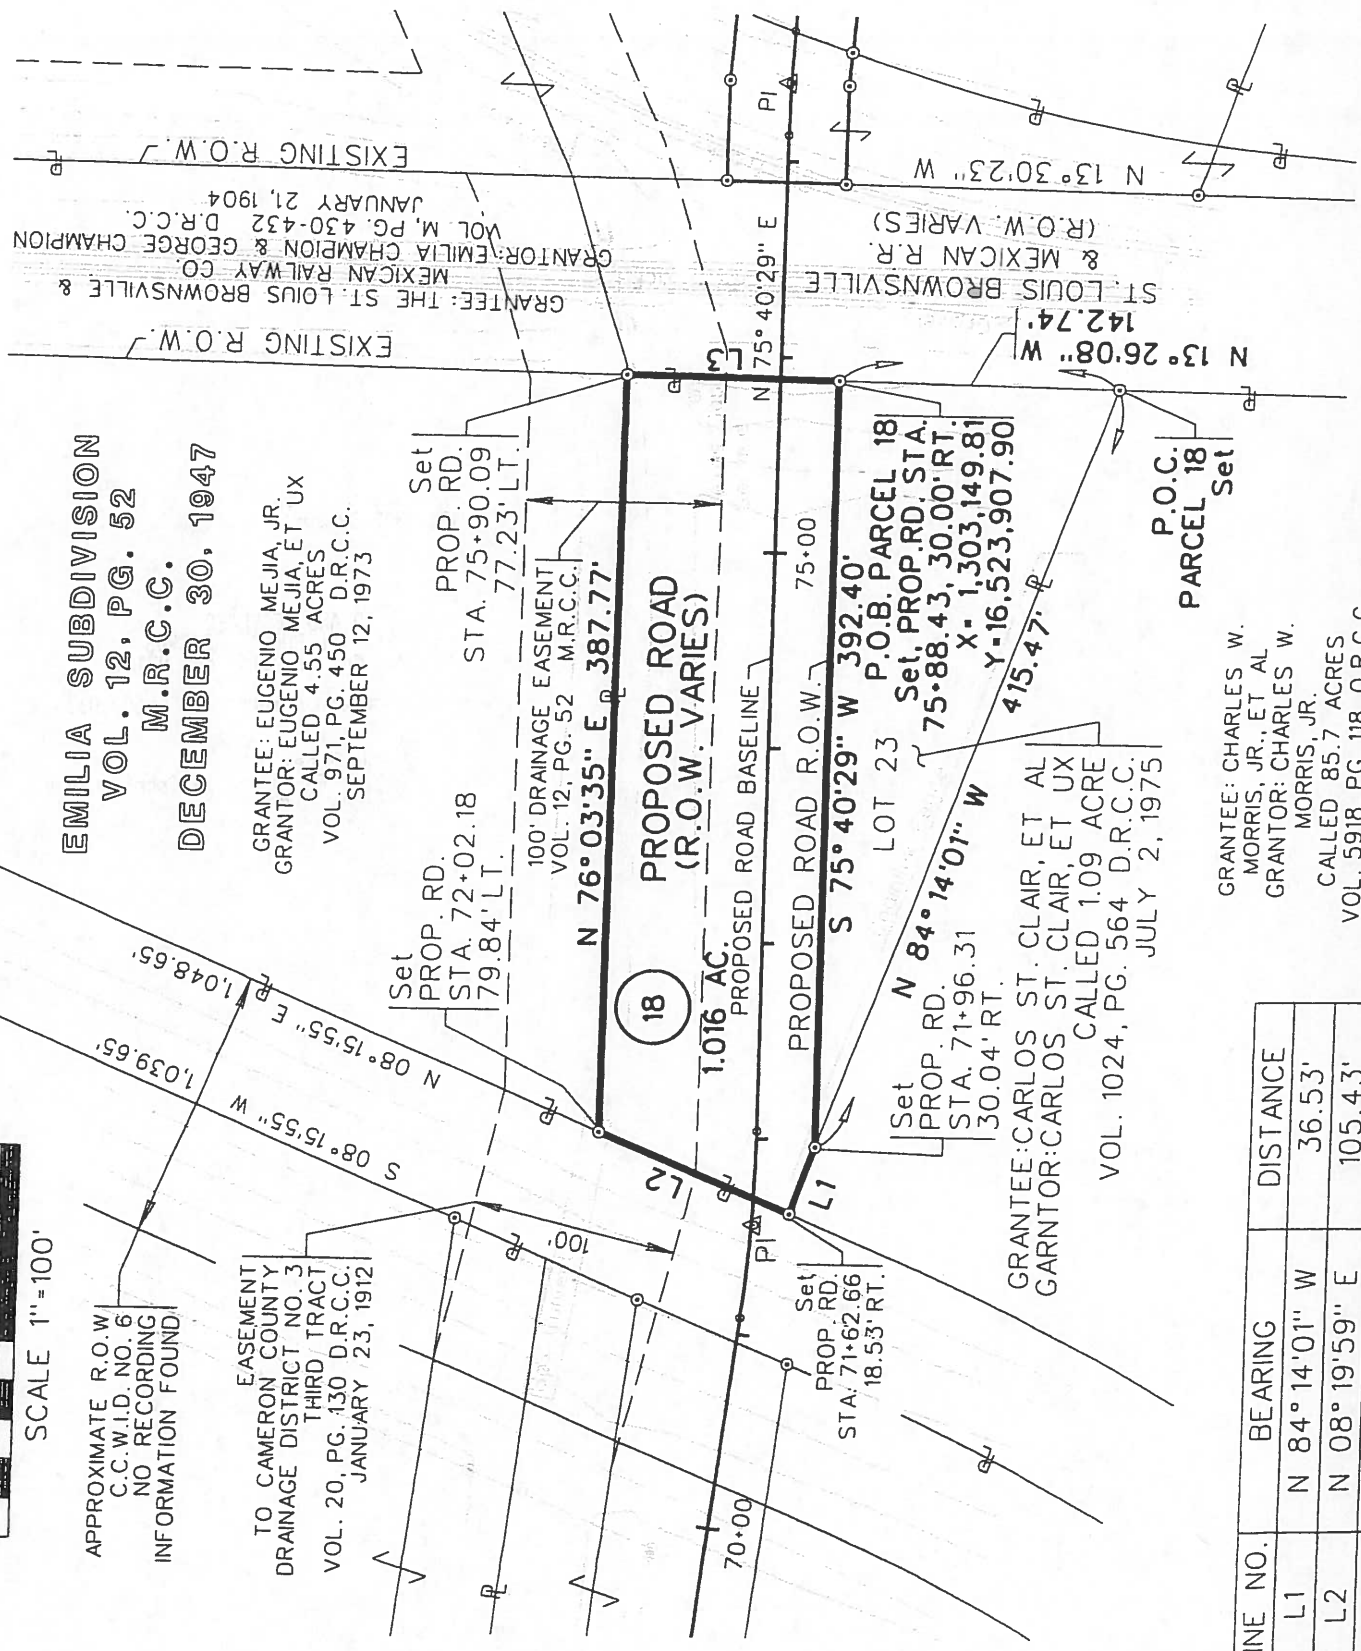 SCALE 1"=100'
APPROXIMATE R.O.W.
C.C.W.I.D. NO. 6
NO RECORDING
INFORMATION FOUND
EASEMENT
TO CAMERON COUNTY
DRAINAGE DISTRICT NO. 3
THIRD TRACT
VOL. 20, PG. 130 D.R.C.C.
JANUARY 23, 1912
1,039.65'
S 08°15'55" W
1,048.65'
N 08°15'55" E
100'
EMILIA SUBDIVISION
VOL. 12, PG. 52
M.R.C.C.
DECEMBER 30, 1947
GRANTEE: EUGENIO MEJIA, JR.
GRANTOR: EUGENIO MEJIA, ET UX
CALLED 4.55 ACRES
VOL. 971, PG. 450 D.R.C.C.
SEPTEMBER 12, 1973
EXISTING R.O.W.
GRANTEE: THE ST. LOIUS BROWNSVILLE &
MEXICAN RAILWAY CO.
GRANTOR: EMILIA CHAMPION & GEORGE CHAMPION
VOL M, PG. 430-432 D.R.C.C.
JANUARY 21, 1904
EXISTING R.O.W.
Set
PROP. RD.
STA. 72+02.18
79.84' LT.
Set
PROP. RD.
STA. 75+90.09
77.23' LT.
100' DRAINAGE EASEMENT
VOL. 12, PG. 52 M.R.C.C.
N 76°03'35" E 387.77'
PL
18
PROPOSED ROAD
(R.O.W. VARIES)
1.016 AC.
PROPOSED ROAD BASELINE
PROPOSED ROAD R.O.W.
75+00
70+00
L1
L2
L3
PI
PI
N 75°40'29" E
S 75°40'29" W 392.40'
LOT 23
P.O.B. PARCEL 18
Set, PROP.RD. STA.
75+88.43, 30.00'RT.
X= 1,303,149.81
Y=16,523,907.90
ST. LOUIS BROWNSVILLE
& MEXICAN R.R.
(R.O.W. VARIES)
N 13°30'23" W
N 13°26'08" W
142.74'
P.O.C.
PARCEL 18
Set
N 84°14'01" W
415.47'
PL
Set
PROP. RD.
STA. 71+96.31
30.04' RT.
Set
PROP. RD.
STA. 71+62.66
18.53' RT.
GRANTEE:CARLOS ST. CLAIR, ET AL
GARNTOR:CARLOS ST. CLAIR, ET UX
CALLED 1.09 ACRE
VOL. 1024, PG. 564 D.R.C.C.
JULY 2, 1975
GRANTEE: CHARLES W.
MORRIS, JR., ET AL
GRANTOR: CHARLES W.
MORRIS, JR.
CALLED 85.7 ACRES
VOL. 5918 PG. 118
INE NO. BEARING DISTANCE
L1 N 84°14'01" W 36.53'
L2 N 08°19'59" E 105.43'